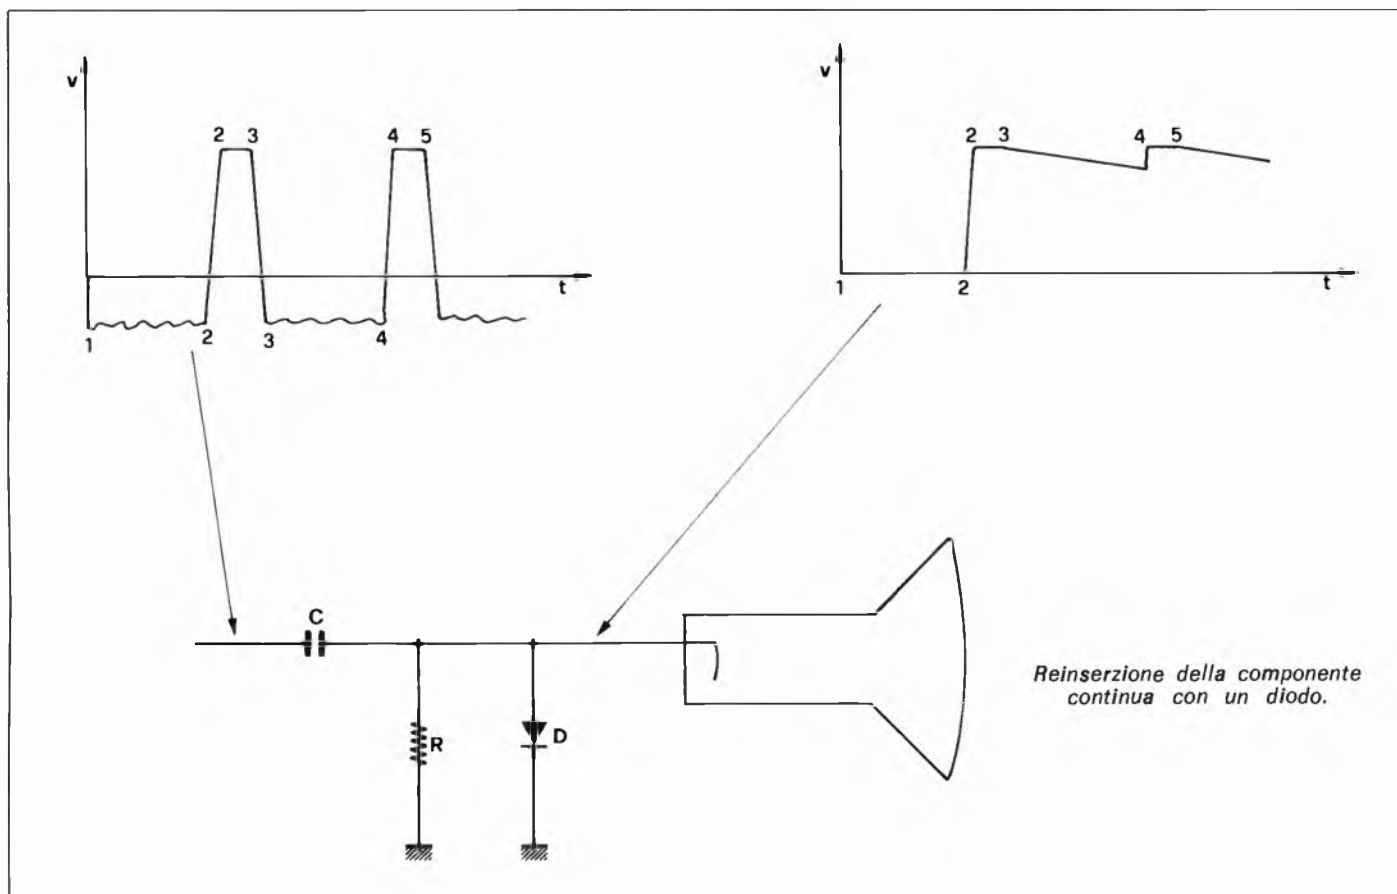 v
2 3
4 5
t
1
2
3
4
v
2 3
4 5
t
1
2
C
R
D
Reinserzione della componente
continua con un diodo.